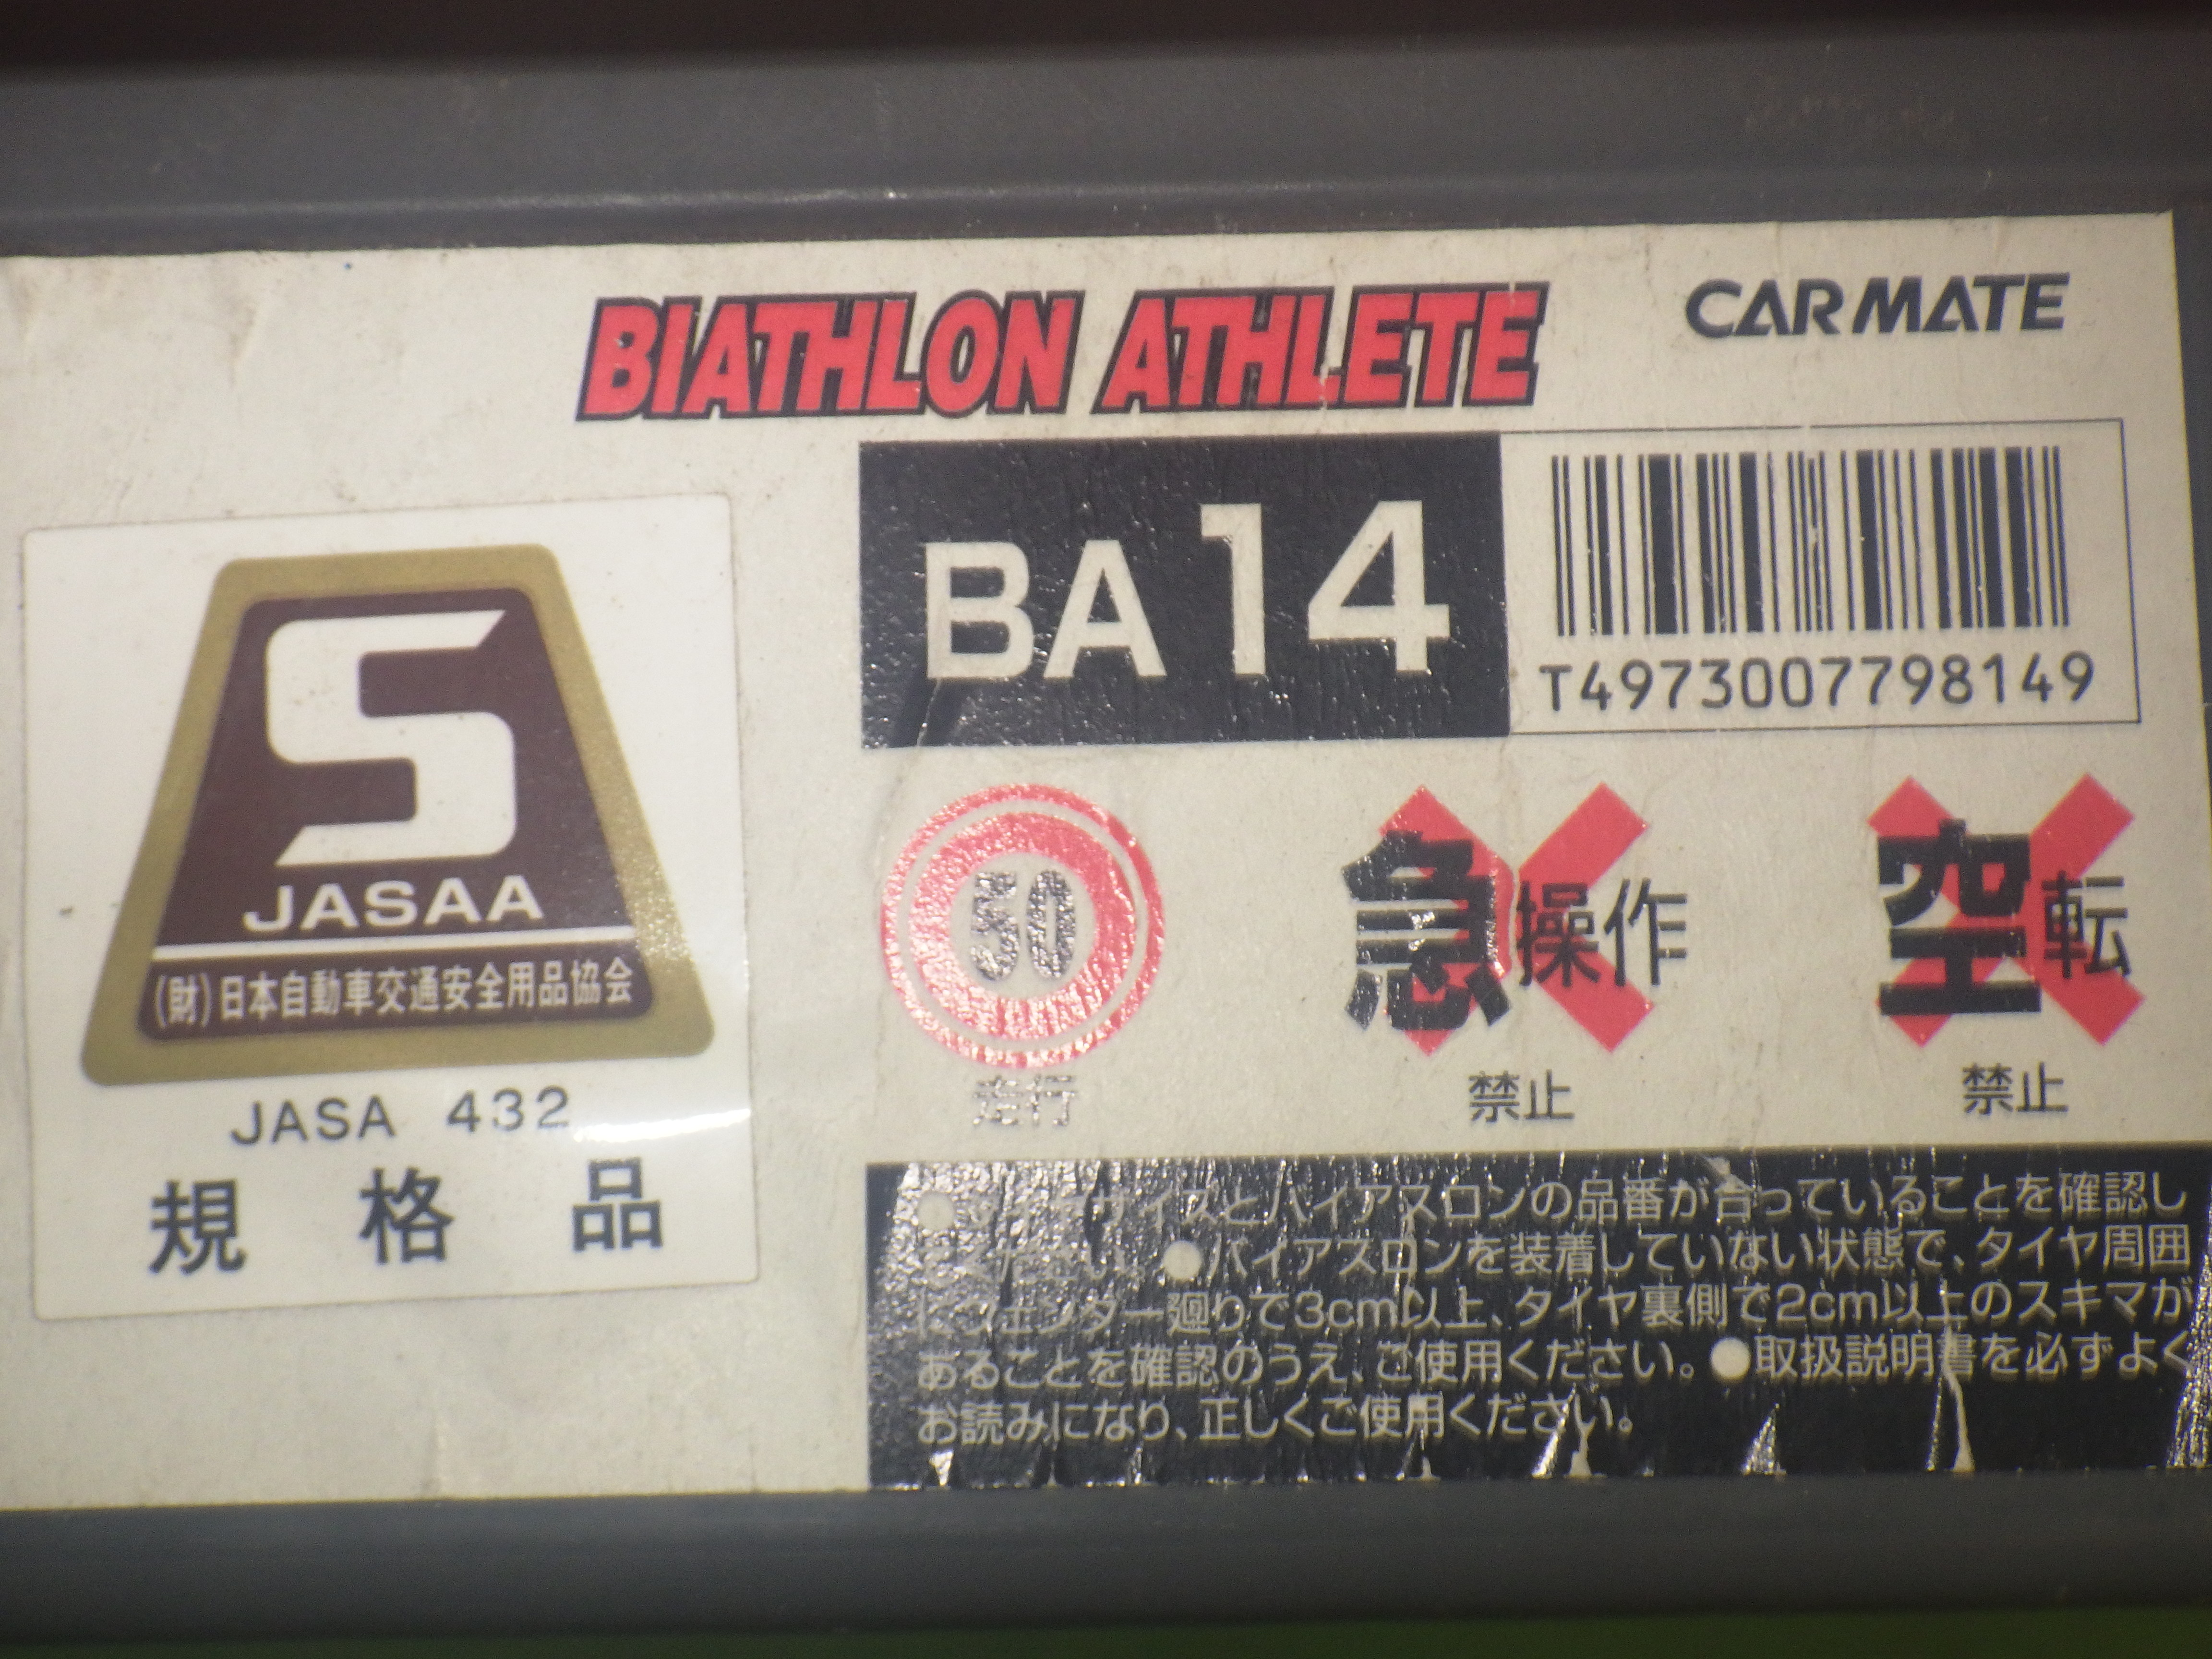 BIATHLON ATHLETE
CARMATE
BA14
T4973007798149
S
JASAA
(財)日本自動車交通安全用品協会
JASA 432
規格品
50
走行
急操作
禁止
空転
禁止
サイズとバイアスロンの品番が合っていることを確認し
ください。●バイアスロンを装着していない状態で、タイヤ周囲
にフェンダー廻りで3cm以上、タイヤ裏側で2cm以上のスキマが
あることを確認のうえ、ご使用ください。●取扱説明書を必ずよく
お読みになり、正しくご使用ください。